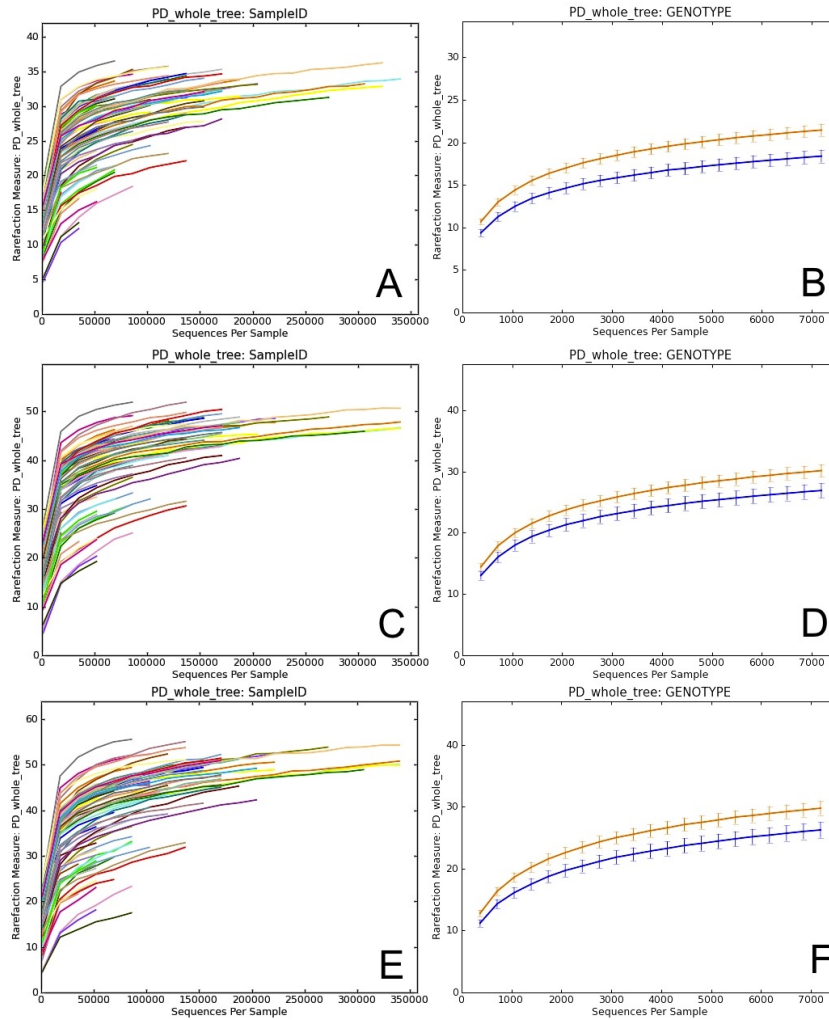 PD_whole_tree: SampleID
Rarefaction Measure: PD_whole_tree
40
35
30
25
20
15
10
5
0
0 50000 100000 150000 200000 250000 300000 350000
Sequences Per Sample
A
PD_whole_tree: GENOTYPE
Rarefaction Measure: PD_whole_tree
30
25
20
15
10
5
0
0 1000 2000 3000 4000 5000 6000 7000
Sequences Per Sample
B
PD_whole_tree: SampleID
Rarefaction Measure: PD_whole_tree
50
40
30
20
10
0
0 50000 100000 150000 200000 250000 300000 350000
Sequences Per Sample
C
PD_whole_tree: GENOTYPE
Rarefaction Measure: PD_whole_tree
40
30
20
10
0
0 1000 2000 3000 4000 5000 6000 7000
Sequences Per Sample
D
PD_whole_tree: SampleID
Rarefaction Measure: PD_whole_tree
60
50
40
30
20
10
0
0 50000 100000 150000 200000 250000 300000 350000
Sequences Per Sample
E
PD_whole_tree: GENOTYPE
Rarefaction Measure: PD_whole_tree
40
30
20
10
0
0 1000 2000 3000 4000 5000 6000 7000
Sequences Per Sample
F